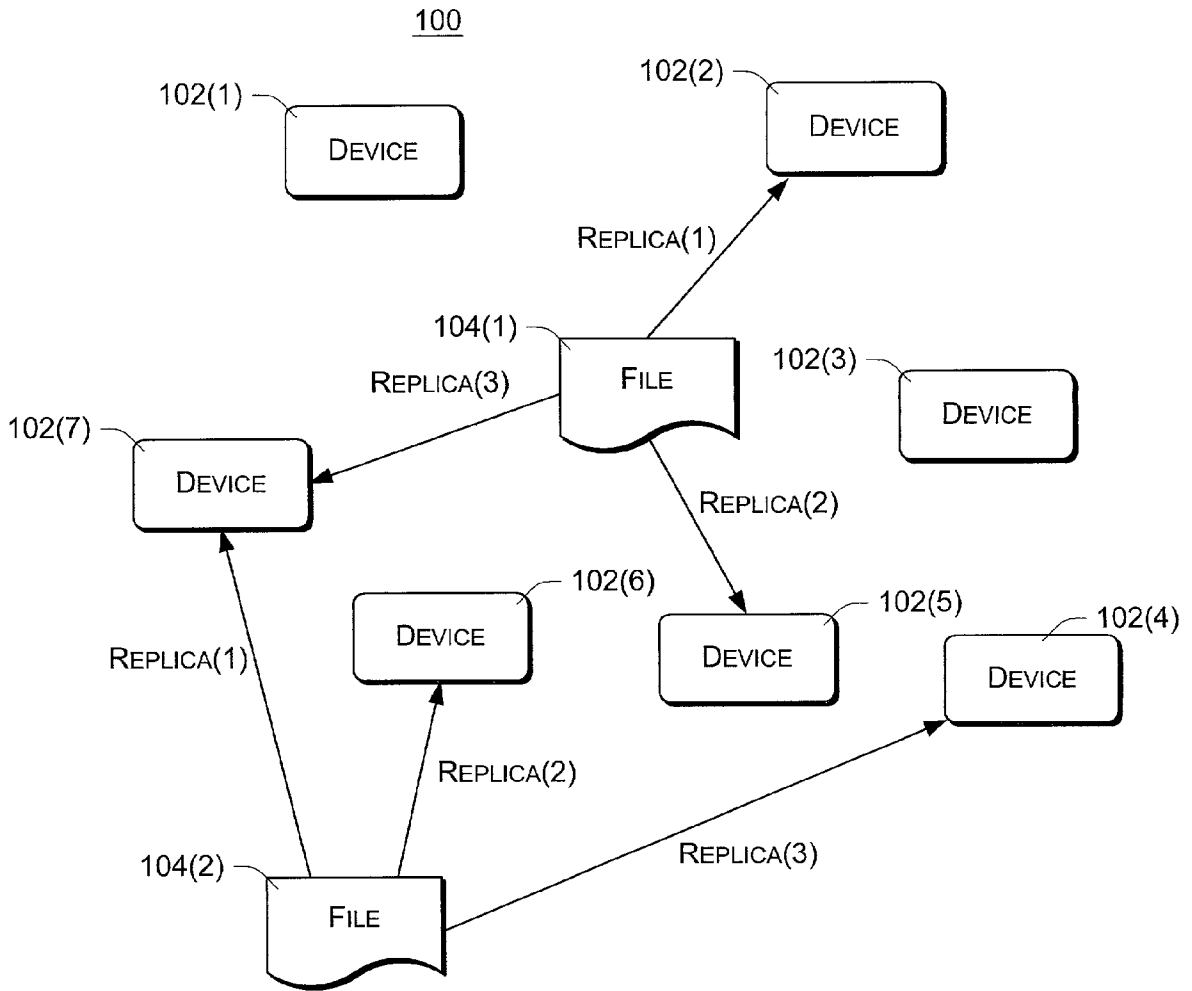 100
102(1)
DEVICE
102(2)
DEVICE
REPLICA(1)
104(1)
FILE
REPLICA(3)
102(3)
DEVICE
102(7)
DEVICE
REPLICA(2)
102(6)
DEVICE
102(5)
DEVICE
102(4)
DEVICE
REPLICA(1)
REPLICA(2)
REPLICA(3)
104(2)
FILE